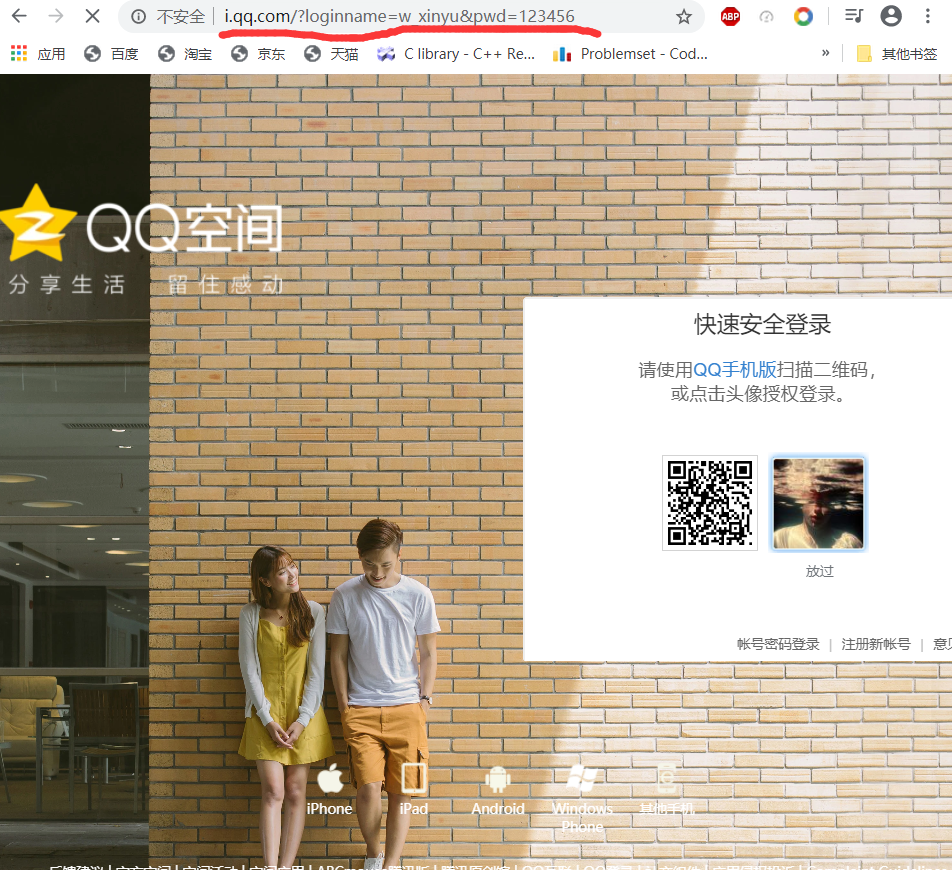 不安全 i.qq.com/?loginname=w_xinyu&pwd=123456 ABP
应用 百度 淘宝 京东 天猫 C library - C++ Re... Problemset - Cod... » 其他书签
QQ空间
分享生活 留住感动
快速安全登录
请使用QQ手机版扫描二维码，
或点击头像授权登录。
放过
帐号密码登录 | 注册新帐号 |
iPhone iPad Android Windows Phone 其他手机